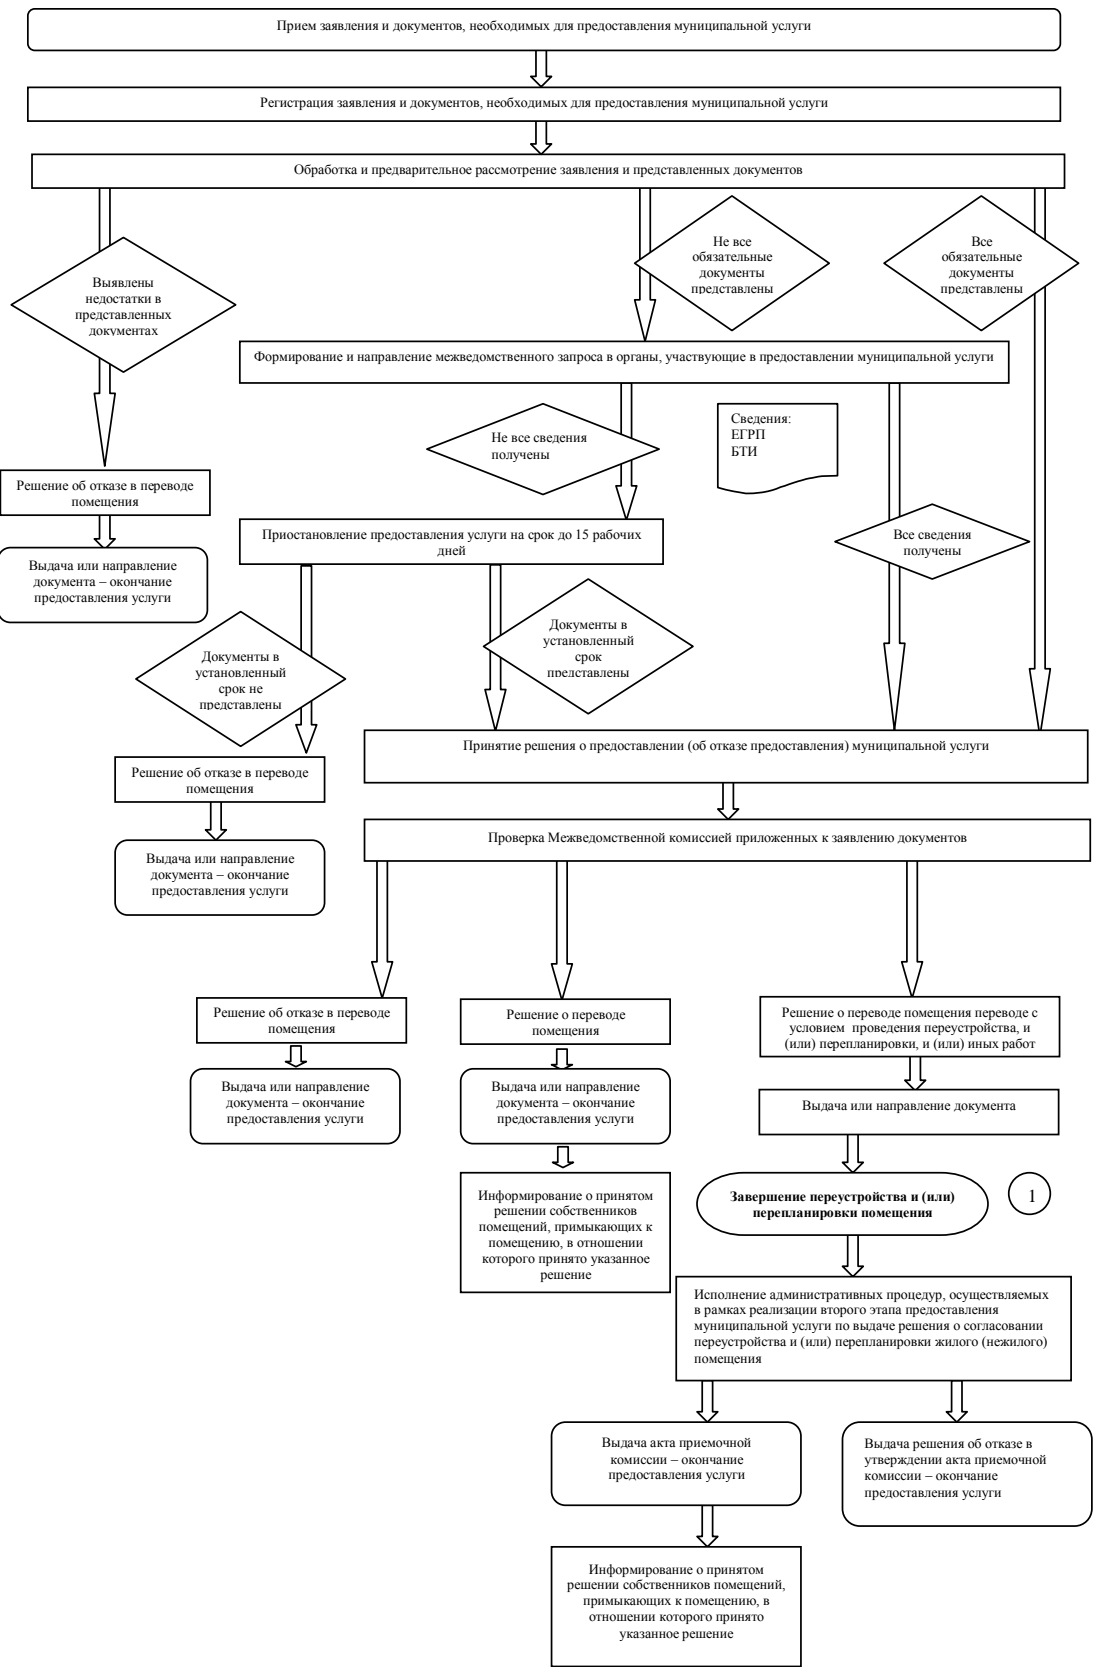 Прием заявления и документов, необходимых для предоставления муниципальной услуги
Регистрация заявления и документов, необходимых для предоставления муниципальной услуги
Обработка и предварительное рассмотрение заявления и представленных документов
Выявлены
недостатки в
представленных
документах
Не все
обязательные
документы
представлены
Все
обязательные
документы
представлены
Формирование и направление межведомственного запроса в органы, участвующие в предоставлении муниципальной услуги
Не все сведения
получены
Сведения:
ЕГРП
БТИ
Все сведения
получены
Решение об отказе в переводе
помещения
Выдача или направление
документа – окончание
предоставления услуги
Приостановление предоставления услуги на срок до 15 рабочих
дней
Документы в
установленный
срок не
представлены
Документы в
установленный
срок
представлены
Решение об отказе в переводе
помещения
Выдача или направление
документа – окончание
предоставления услуги
Принятие решения о предоставлении (об отказе предоставления) муниципальной услуги
Проверка Межведомственной комиссией приложенных к заявлению документов
Решение об отказе в переводе
помещения
Выдача или направление
документа – окончание
предоставления услуги
Решение о переводе
помещения
Выдача или направление
документа – окончание
предоставления услуги
Информирование о принятом
решении собственников
помещений, примыкающих к
помещению, в отношении
которого принято указанное
решение
Решение о переводе помещения переводе с
условием проведения переустройства, и
(или) перепланировки, и (или) иных работ
Выдача или направление документа
Завершение переустройства и (или)
перепланировки помещения
1
Исполнение административных процедур, осуществляемых
в рамках реализации второго этапа предоставления
муниципальной услуги по выдаче решения о согласовании
переустройства и (или) перепланировки жилого (нежилого)
помещения
Выдача акта приемочной
комиссии – окончание
предоставления услуги
Выдача решения об отказе в
утверждении акта приемочной
комиссии – окончание
предоставления услуги
Информирование о принятом
решении собственников помещений,
примыкающих к помещению, в
отношении которого принято
указанное решение